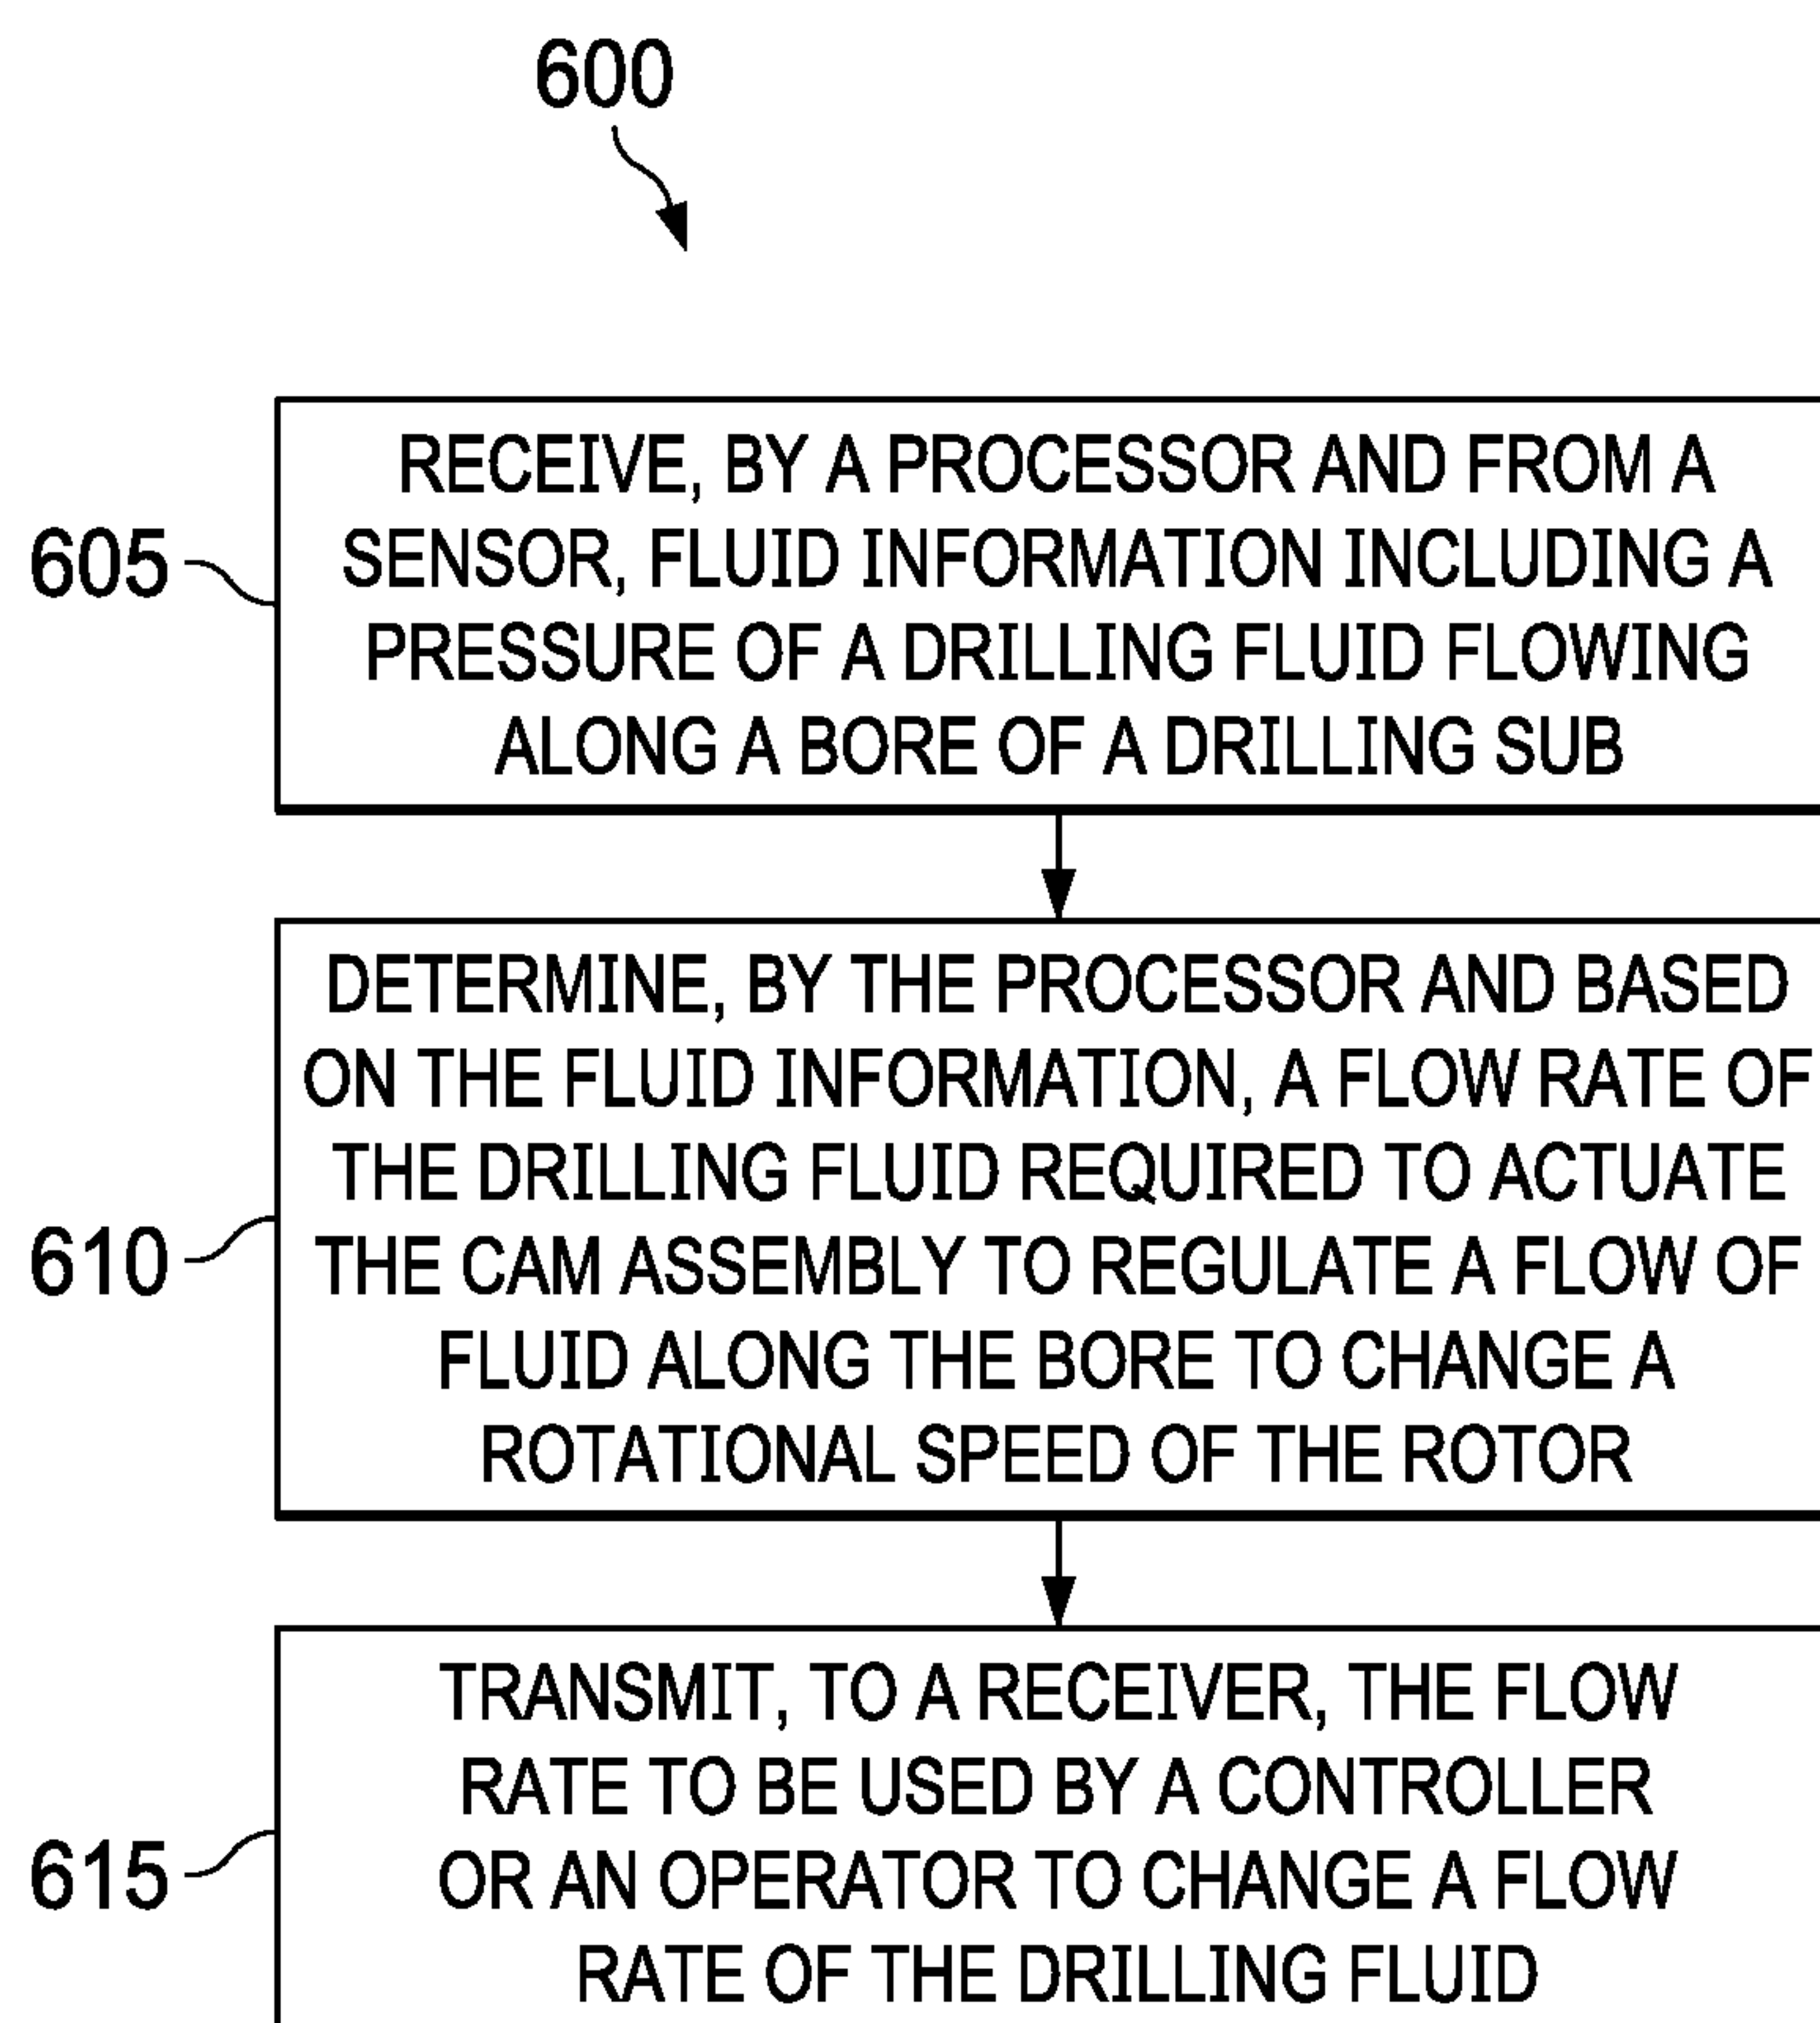 600
605
RECEIVE, BY A PROCESSOR AND FROM A
SENSOR, FLUID INFORMATION INCLUDING A
PRESSURE OF A DRILLING FLUID FLOWING
ALONG A BORE OF A DRILLING SUB
610
DETERMINE, BY THE PROCESSOR AND BASED
ON THE FLUID INFORMATION, A FLOW RATE OF
THE DRILLING FLUID REQUIRED TO ACTUATE
THE CAM ASSEMBLY TO REGULATE A FLOW OF
FLUID ALONG THE BORE TO CHANGE A
ROTATIONAL SPEED OF THE ROTOR
615
TRANSMIT, TO A RECEIVER, THE FLOW
RATE TO BE USED BY A CONTROLLER
OR AN OPERATOR TO CHANGE A FLOW
RATE OF THE DRILLING FLUID